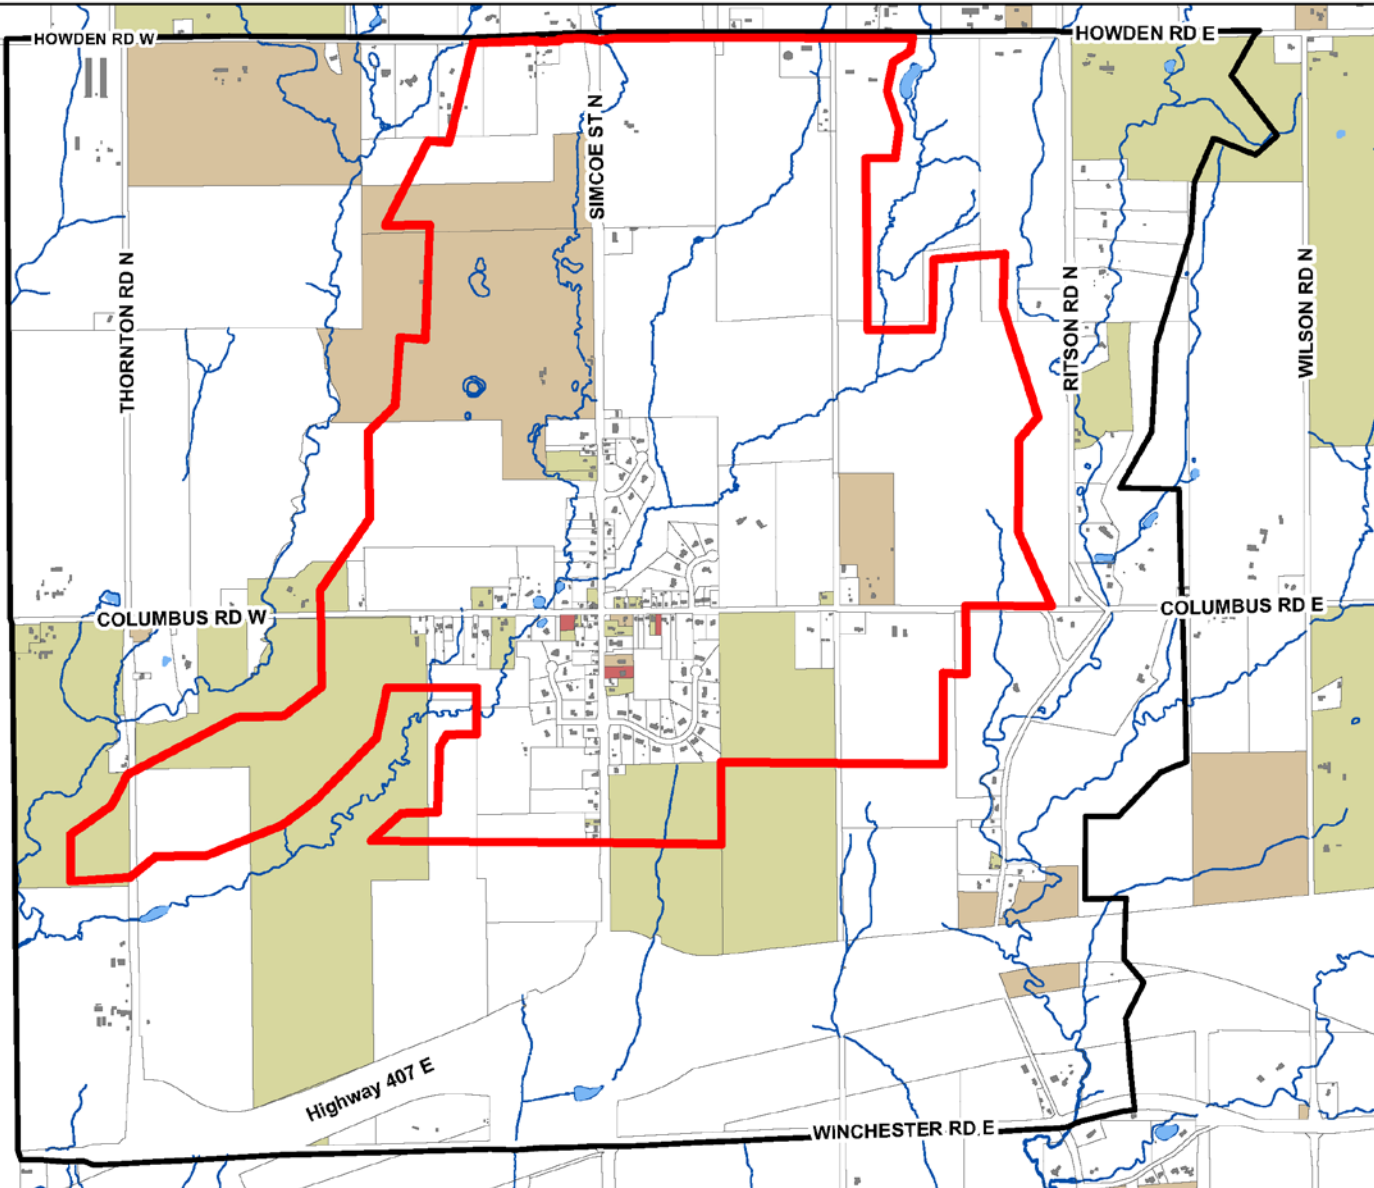 HOWDEN RD W
HOWDEN RD E
SIMCOE ST. N
THORNTON RD N
RITSON RD N
WILSON RD N
COLUMBUS RD W
COLUMBUS RD E
Highway 407 E
WINCHESTER RD. E